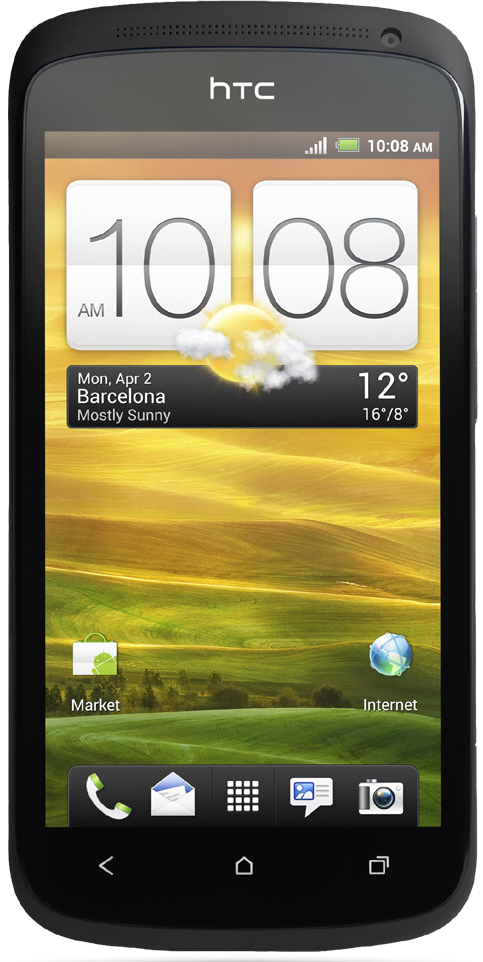 hTC
10:08 AM
AM 10 08
Mon, Apr 2
Barcelona
Mostly Sunny
12°
16°/8°
Market
Internet